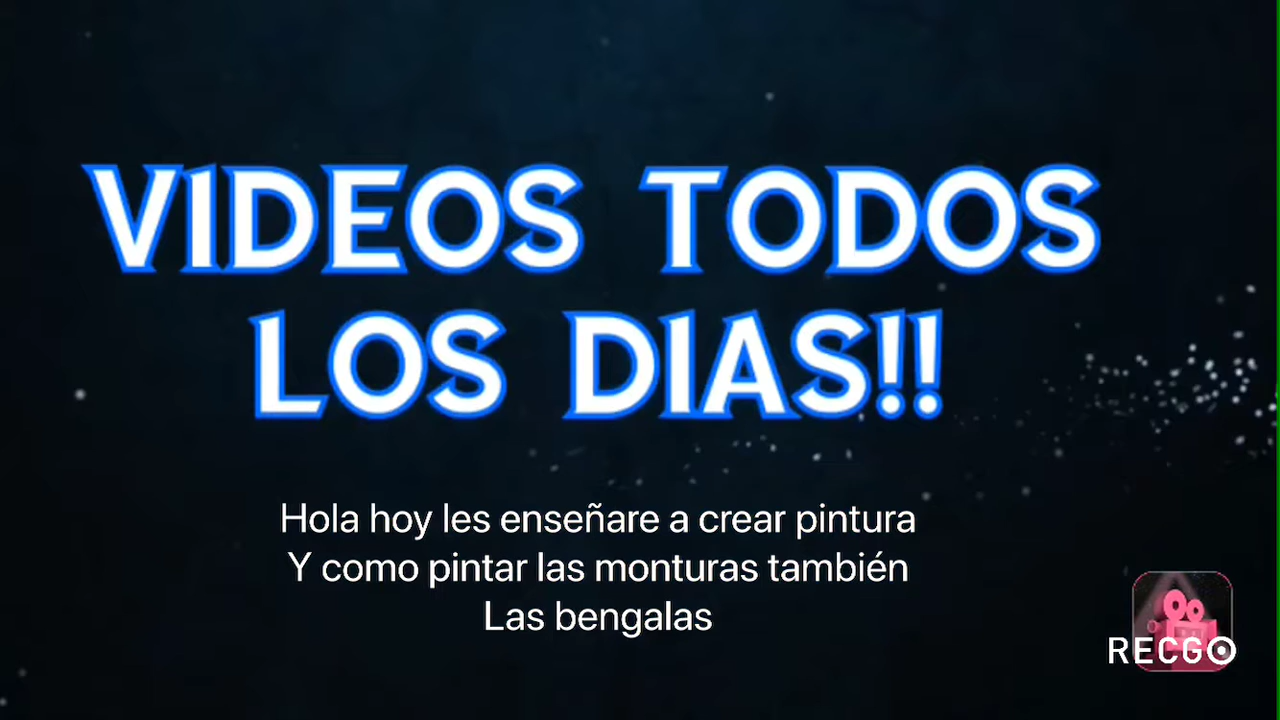 VIDEOS TODOS
LOS DIAS!!
Hola hoy les enseñare a crear pintura
Y como pintar las monturas también
Las bengalas
RECGO